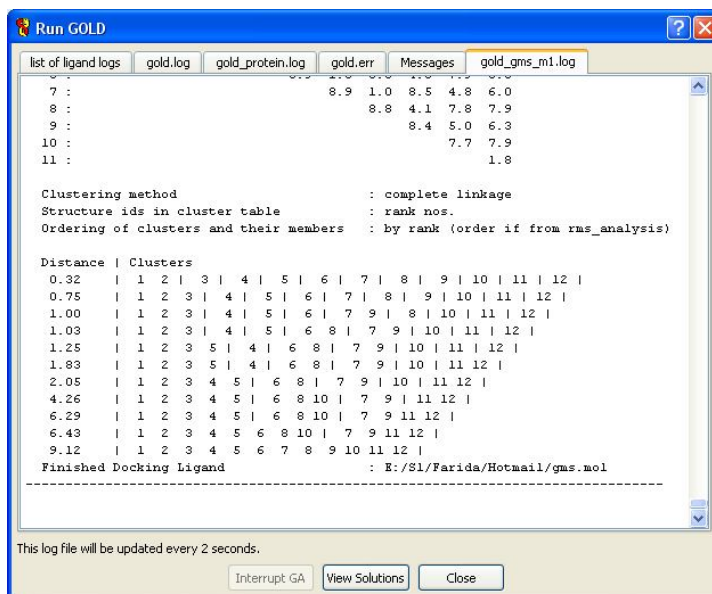 Run GOLD
list of ligand logs gold.log gold_protein.log gold.err Messages gold_gms_m1.log
7 : 8.9 1.0 8.5 4.8 6.0
8 : 8.8 4.1 7.8 7.9
9 : 8.4 5.0 6.3
10 : 7.7 7.9
11 : 1.8
Clustering method : complete linkage
Structure ids in cluster table : rank nos.
Ordering of clusters and their members : by rank (order if from rms_analysis)
Distance | Clusters
0.32 | 1 2 | 3 | 4 | 5 | 6 | 7 | 8 | 9 | 10 | 11 | 12 |
0.75 | 1 2 3 | 4 | 5 | 6 | 7 | 8 | 9 | 10 | 11 | 12 |
1.00 | 1 2 3 | 4 | 5 | 6 | 7 9 | 8 | 10 | 11 | 12 |
1.03 | 1 2 3 | 4 | 5 | 6 8 | 7 9 | 10 | 11 | 12 |
1.25 | 1 2 3 5 | 4 | 6 8 | 7 9 | 10 | 11 | 12 |
1.83 | 1 2 3 5 | 4 | 6 8 | 7 9 | 10 | 11 12 |
2.05 | 1 2 3 4 5 | 6 8 | 7 9 | 10 | 11 12 |
4.26 | 1 2 3 4 5 | 6 8 10 | 7 9 | 11 12 |
6.29 | 1 2 3 4 5 | 6 8 10 | 7 9 11 12 |
6.43 | 1 2 3 4 5 6 8 10 | 7 9 11 12 |
9.12 | 1 2 3 4 5 6 7 8 9 10 11 12 |
Finished Docking Ligand : E:/Sl/Farida/Hotmail/gms.mol
This log file will be updated every 2 seconds.
Interrupt GA View Solutions Close